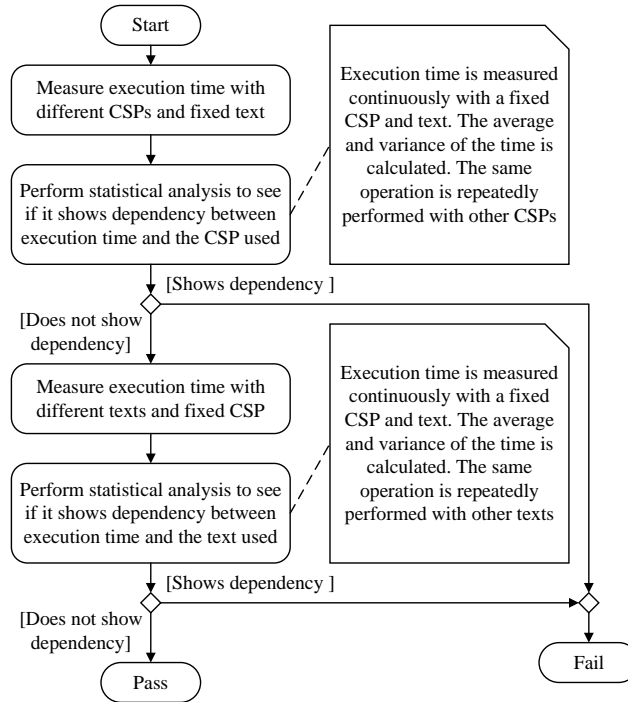 Start
Measure execution time with
different CSPs and fixed text
Perform statistical analysis to see
if it shows dependency between
execution time and the CSP used
Execution time is measured
continuously with a fixed
CSP and text. The average
and variance of the time is
calculated. The same
operation is repeatedly
performed with other CSPs
[Shows dependency ]
[Does not show
dependency]
Measure execution time with
different texts and fixed CSP
Perform statistical analysis to see
if it shows dependency between
execution time and the text used
Execution time is measured
continuously with a fixed
CSP and text. The average
and variance of the time is
calculated. The same
operation is repeatedly
performed with other texts
[Shows dependency ]
[Does not show
dependency]
Pass
Fail